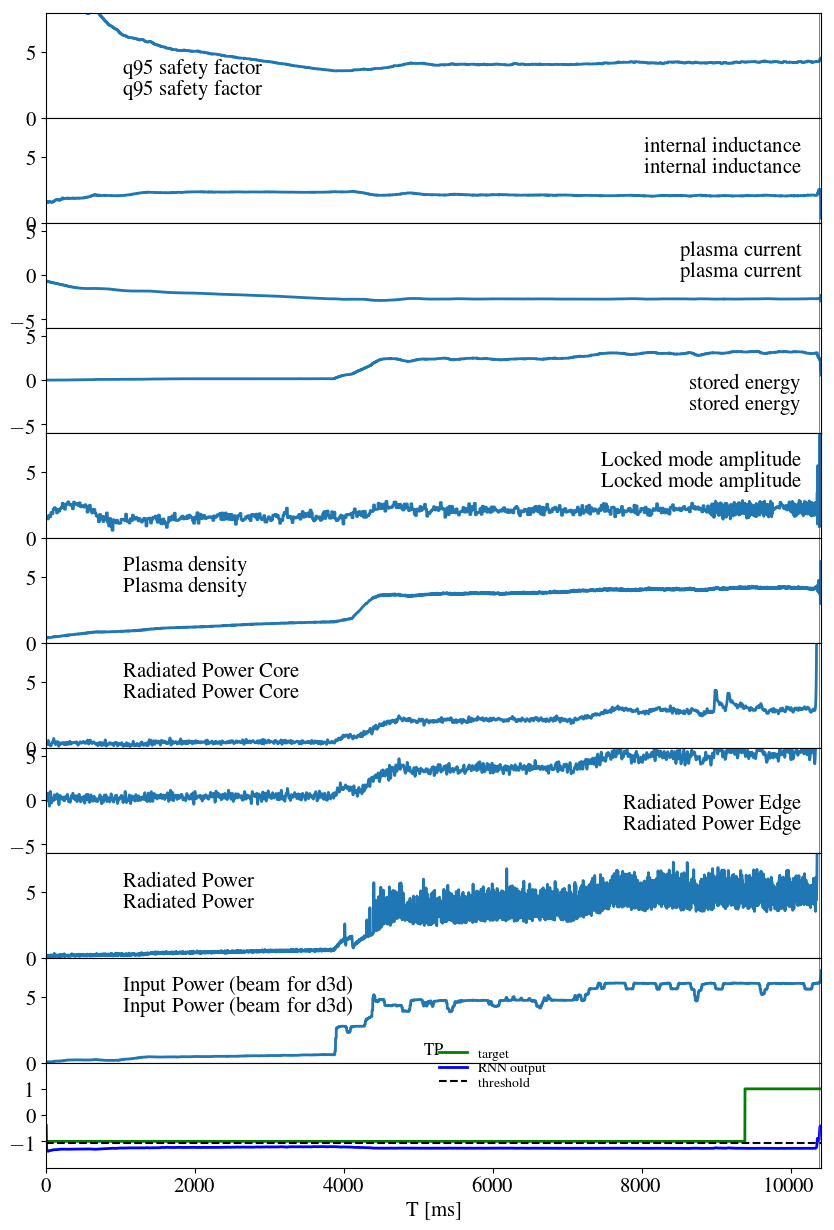 5
q95 safety factor
q95 safety factor
0
internal inductance
5
internal inductance
0
5
plasma current
0
plasma current
−5
5
0
stored energy
stored energy
−5
Locked mode amplitude
5
Locked mode amplitude
0
Plasma density
5
Plasma density
0
Radiated Power Core
5
Radiated Power Core
0
5
0
Radiated Power Edge
Radiated Power Edge
−5
Radiated Power
5
Radiated Power
0
Input Power (beam for d3d)
5
Input Power (beam for d3d)
0
TP
target
RNN output
threshold
1
0
−1
0 2000 4000 6000 8000 10000
T [ms]